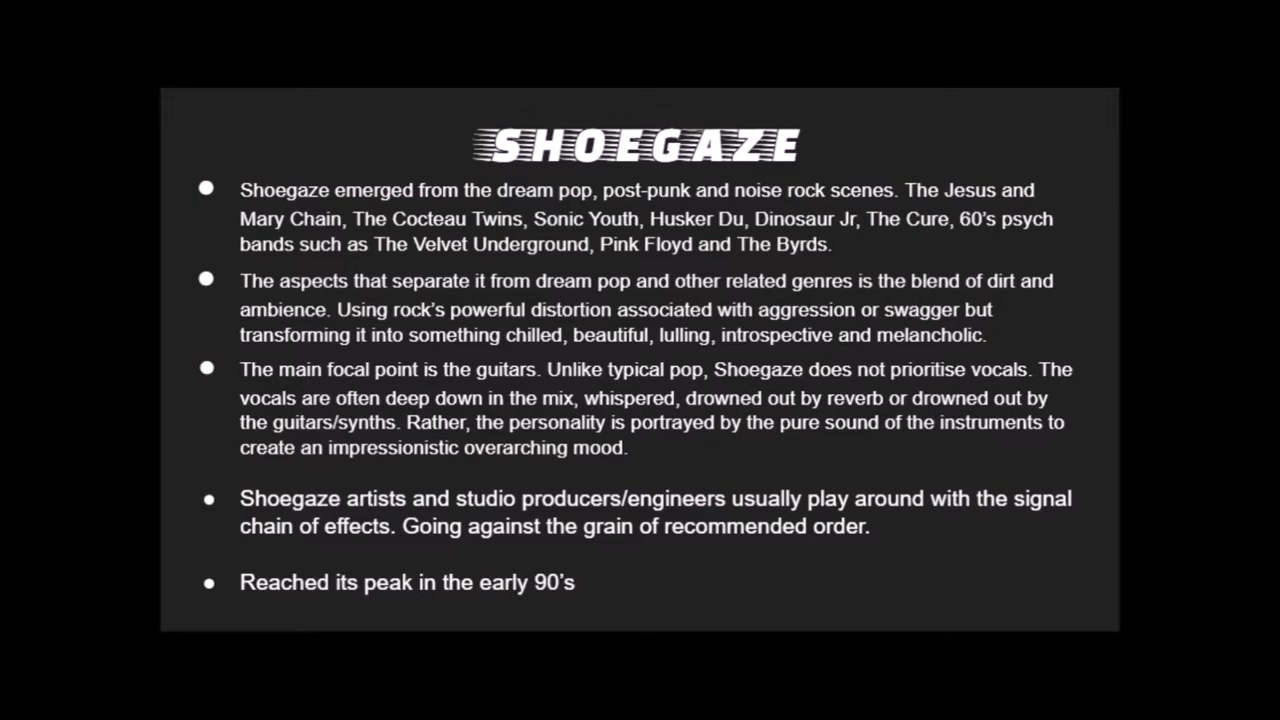 SHOEGAZE
● Shoegaze emerged from the dream pop, post-punk and noise rock scenes. The Jesus and
Mary Chain, The Cocteau Twins, Sonic Youth, Husker Du, Dinosaur Jr, The Cure, 60's psych
bands such as The Velvet Underground, Pink Floyd and The Byrds.
● The aspects that separate it from dream pop and other related genres is the blend of dirt and
ambience. Using rock's powerful distortion associated with aggression or swagger but
transforming it into something chilled, beautiful, lulling, introspective and melancholic.
● The main focal point is the guitars. Unlike typical pop, Shoegaze does not prioritise vocals. The
vocals are often deep down in the mix, whispered, drowned out by reverb or drowned out by
the guitars/synths. Rather, the personality is portrayed by the pure sound of the instruments to
create an impressionistic overarching mood.
● Shoegaze artists and studio producers/engineers usually play around with the signal
chain of effects. Going against the grain of recommended order.
● Reached its peak in the early 90's